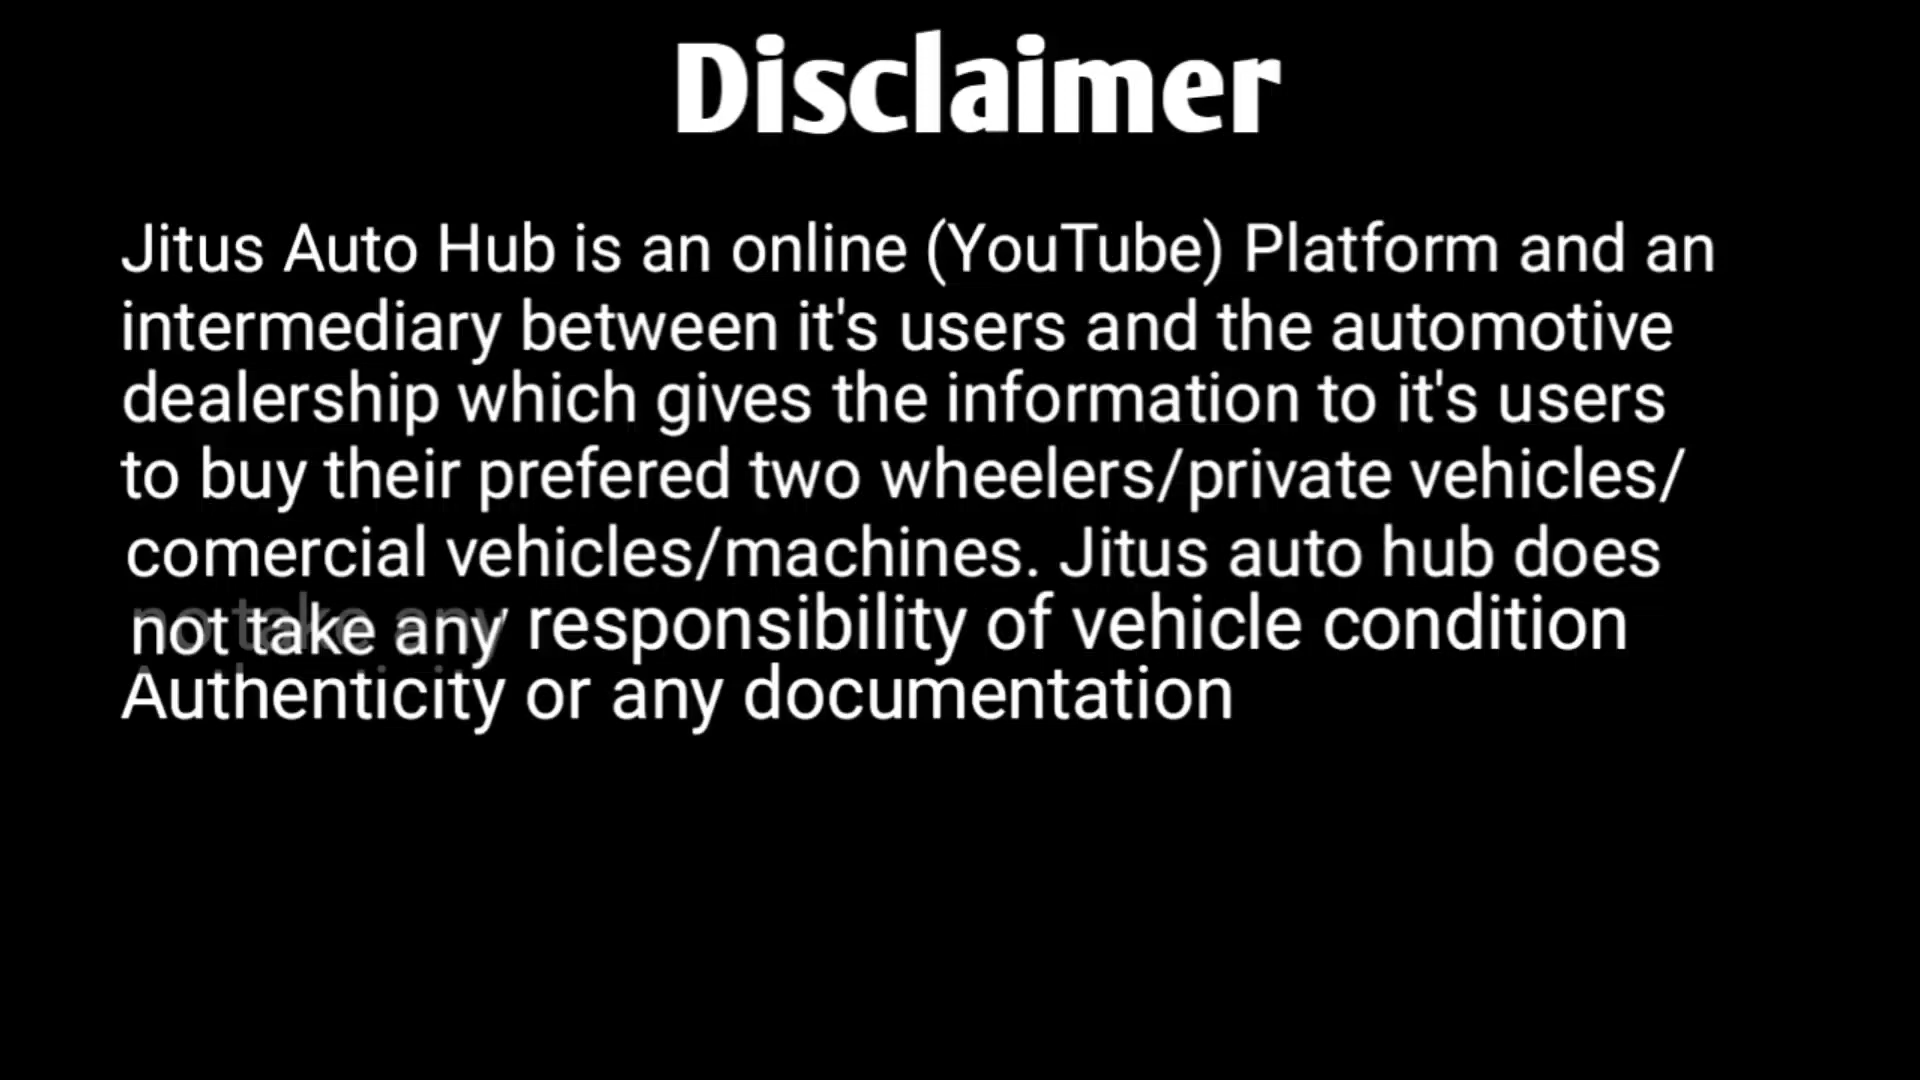 Disclaimer
Jitus Auto Hub is an online (YouTube) Platform and an
intermediary between it's users and the automotive
dealership which gives the information to it's users
to buy their prefered two wheelers/private vehicles/
comercial vehicles/machines. Jitus auto hub does
not take any responsibility of vehicle condition
Authenticity or any documentation